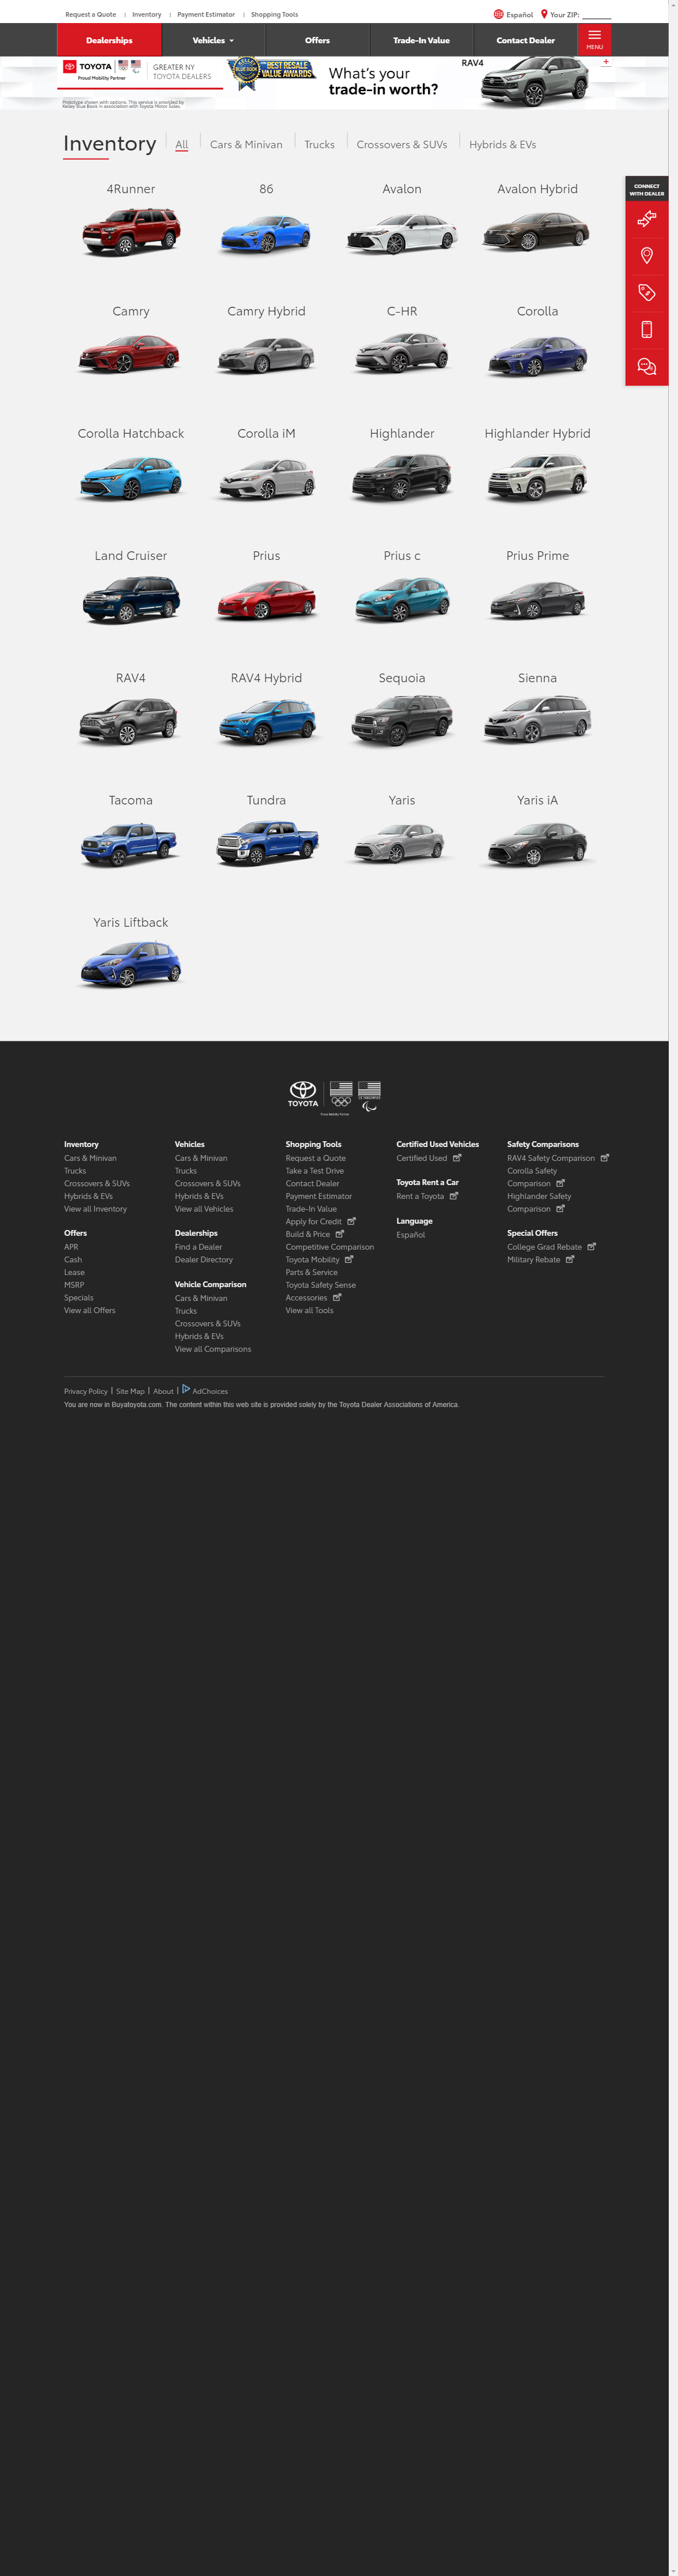 Request a Quote
Inventory
Payment Estimator
Shopping Tools
Español
Your ZIP:
Dealerships
Vehicles
Offers
Trade-In Value
Contact Dealer
MENU
TOYOTA
Proud Mobility Partner
GREATER NY
TOYOTA DEALERS
Prototype shown with options. This service is provided by
Kelley Blue Book in association with Toyota Motor Sales.
BEST RESALE
VALUE AWARDS
What's your
trade-in worth?
RAV4
Inventory
All
Cars & Minivan
Trucks
Crossovers & SUVs
Hybrids & EVs
CONNECT
WITH DEALER
4Runner
86
Avalon
Avalon Hybrid
Camry
Camry Hybrid
C-HR
Corolla
Corolla Hatchback
Corolla iM
Highlander
Highlander Hybrid
Land Cruiser
Prius
Prius c
Prius Prime
RAV4
RAV4 Hybrid
Sequoia
Sienna
Tacoma
Tundra
Yaris
Yaris iA
Yaris Liftback
TOYOTA
Proud Mobility Partner
Inventory
Cars & Minivan
Trucks
Crossovers & SUVs
Hybrids & EVs
View all Inventory
Offers
APR
Cash
Lease
MSRP
Specials
View all Offers
Vehicles
Cars & Minivan
Trucks
Crossovers & SUVs
Hybrids & EVs
View all Vehicles
Dealerships
Find a Dealer
Dealer Directory
Vehicle Comparison
Cars & Minivan
Trucks
Crossovers & SUVs
Hybrids & EVs
View all Comparisons
Shopping Tools
Request a Quote
Take a Test Drive
Contact Dealer
Payment Estimator
Trade-In Value
Apply for Credit
Build & Price
Competitive Comparison
Toyota Mobility
Parts & Service
Toyota Safety Sense
Accessories
View all Tools
Certified Used Vehicles
Certified Used
Toyota Rent a Car
Rent a Toyota
Language
Español
Safety Comparisons
RAV4 Safety Comparison
Corolla Safety
Comparison
Highlander Safety
Comparison
Special Offers
College Grad Rebate
Military Rebate
Privacy Policy | Site Map | About | AdChoices
You are now in Buyatoyota.com. The content within this web site is provided solely by the Toyota Dealer Associations of America.